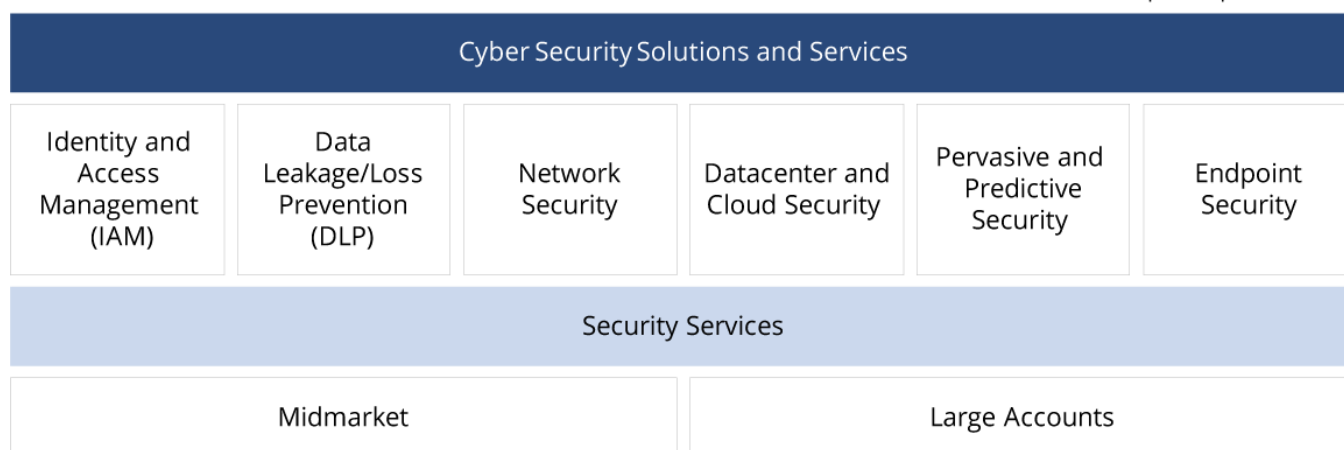 Cyber Security Solutions and Services
Identity and
Access
Management
(IAM)
Data
Leakage/Loss
Prevention
(DLP)
Network
Security
Datacenter and
Cloud Security
Pervasive and
Predictive
Security
Endpoint
Security
Security Services
Midmarket
Large Accounts